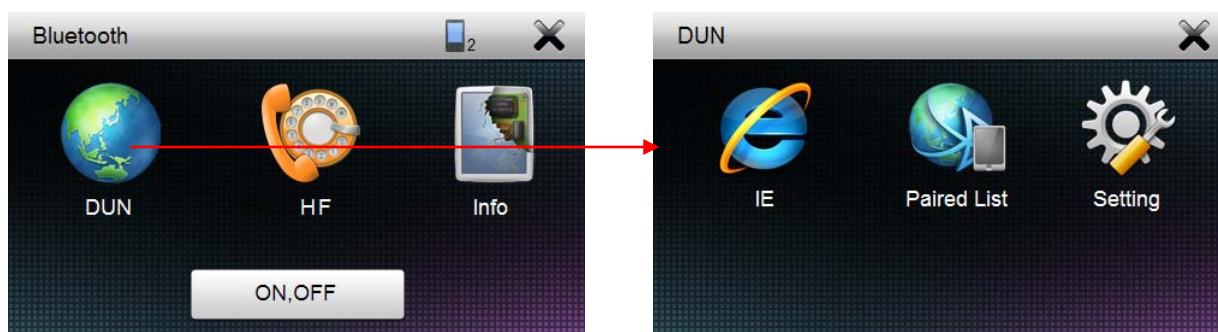 Bluetooth
2
DUN
HF
Info
ON,OFF
DUN
IE
Paired List
Setting